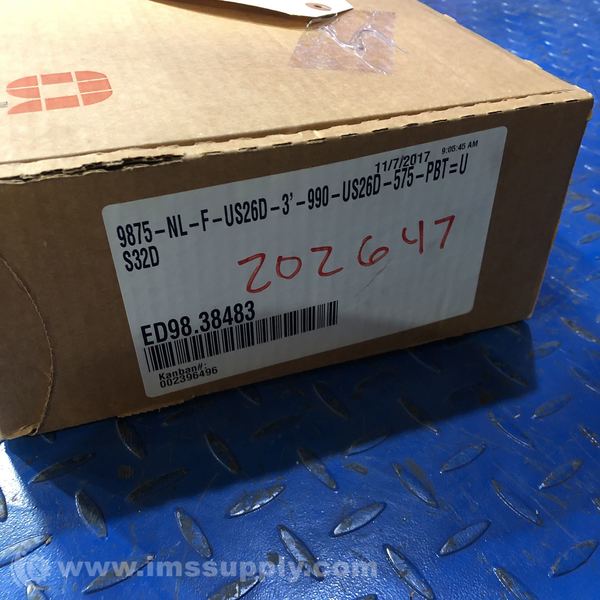 11/7/2017 9:05:45 AM
9875-NL-F-US26D-3'-990-US26D-575-PBT=U
S32D
202647
ED98.38483
Kanban#:
002396496
www.imssupply.com